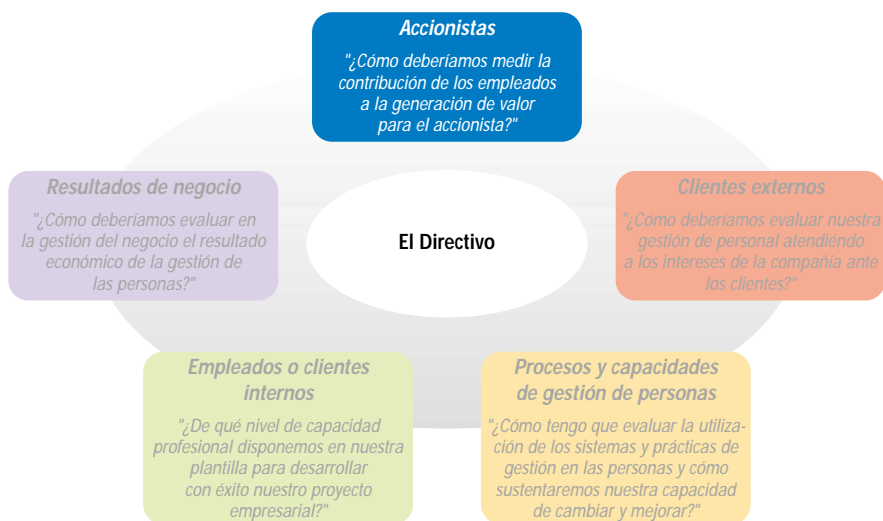 Accionistas
"¿Cómo deberíamos medir la
contribución de los empleados
a la generación de valor
para el accionista?"
Resultados de negocio
"¿Cómo deberíamos evaluar en
la gestión del negocio el resultado
económico de la gestión de
las personas?"
Clientes externos
"¿Cómo deberíamos evaluar nuestra
gestión de personal atendiéndo
a los intereses de la compañía ante
los clientes?"
El Directivo
Empleados o clientes
internos
"¿De qué nivel de capacidad
profesional disponemos en nuestra
plantilla para desarrollar
con éxito nuestro proyecto
empresarial?"
Procesos y capacidades
de gestión de personas
"¿Cómo tengo que evaluar la utiliza-
ción de los sistemas y prácticas de
gestión en las personas y cómo
sustentaremos nuestra capacidad
de cambiar y mejorar?"